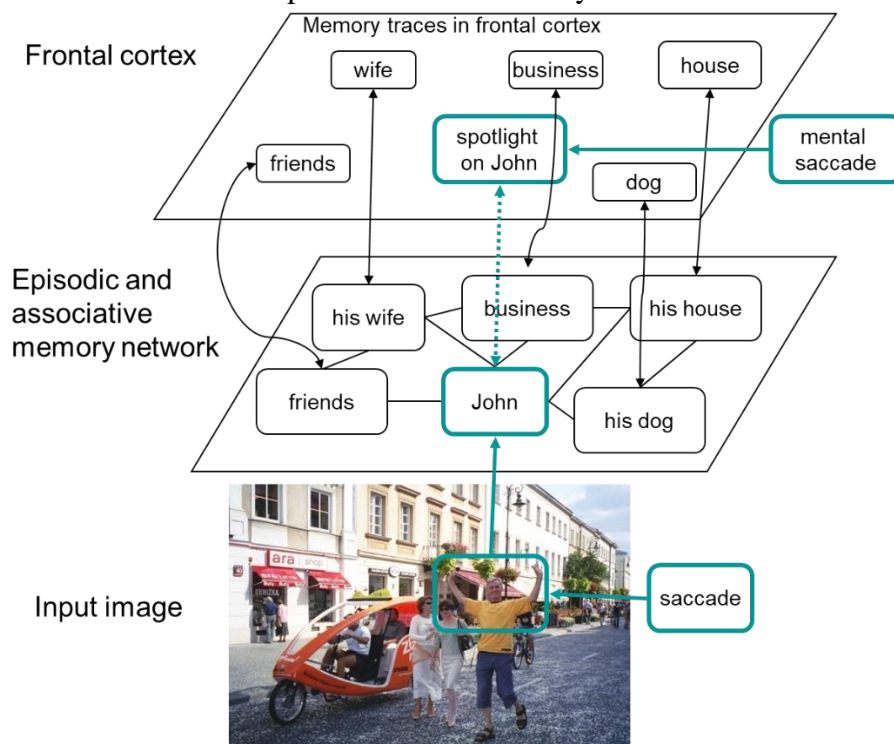 Memory traces in frontal cortex
Frontal cortex
wife
business
house
spotlight
on John
mental
saccade
friends
dog
Episodic and
associative
memory network
his wife
business
his house
friends
John
his dog
ara shop
Input image
saccade